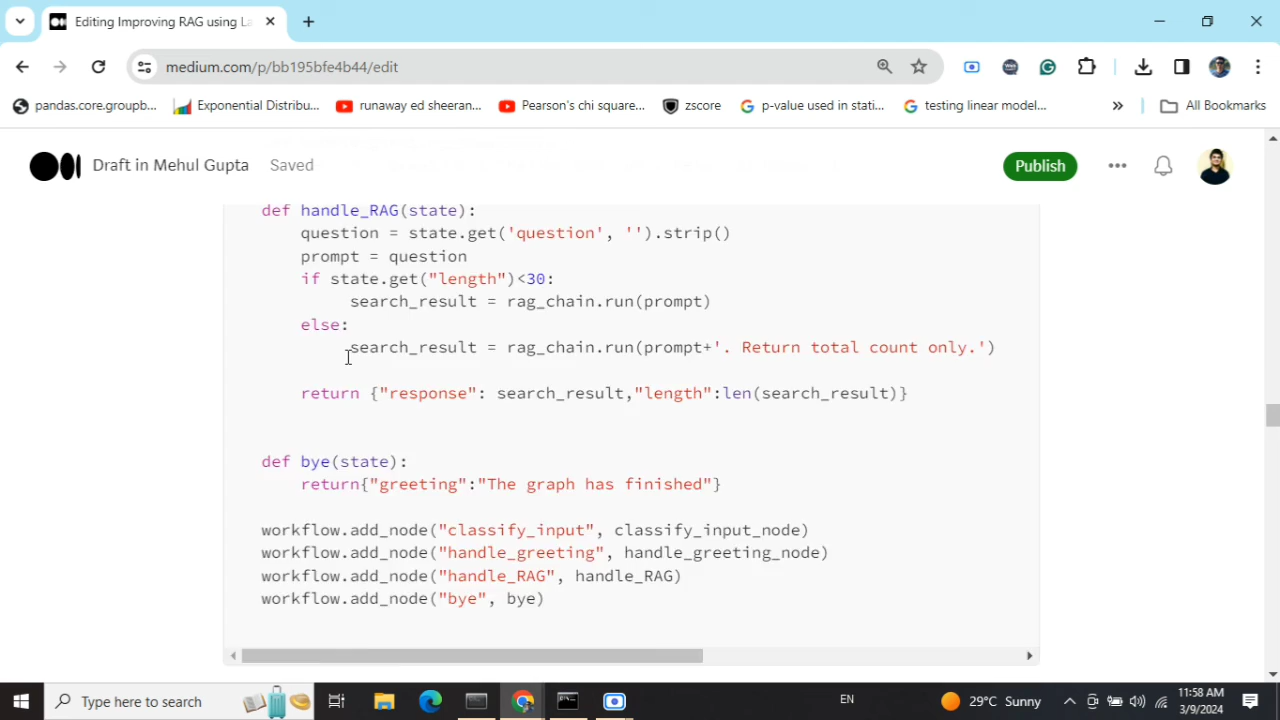 Editing Improving RAG using La
medium.com/p/bb195bfe4b44/edit
pandas.core.groupb...
Exponential Distribu...
runaway ed sheeran...
Pearson's chi square...
zscore
p-value used in stati...
testing linear model...
All Bookmarks
Draft in Mehul Gupta
Saved
Publish
def handle_RAG(state):
question = state.get('question', '').strip()
prompt = question
if state.get("length")<30:
search_result = rag_chain.run(prompt)
else:
search_result = rag_chain.run(prompt+'. Return total count only.')
return {"response": search_result,"length":len(search_result)}
def bye(state):
return{"greeting":"The graph has finished"}
workflow.add_node("classify_input", classify_input_node)
workflow.add_node("handle_greeting", handle_greeting_node)
workflow.add_node("handle_RAG", handle_RAG)
workflow.add_node("bye", bye)
Type here to search
EN
29°C Sunny
11:58 AM
3/9/2024